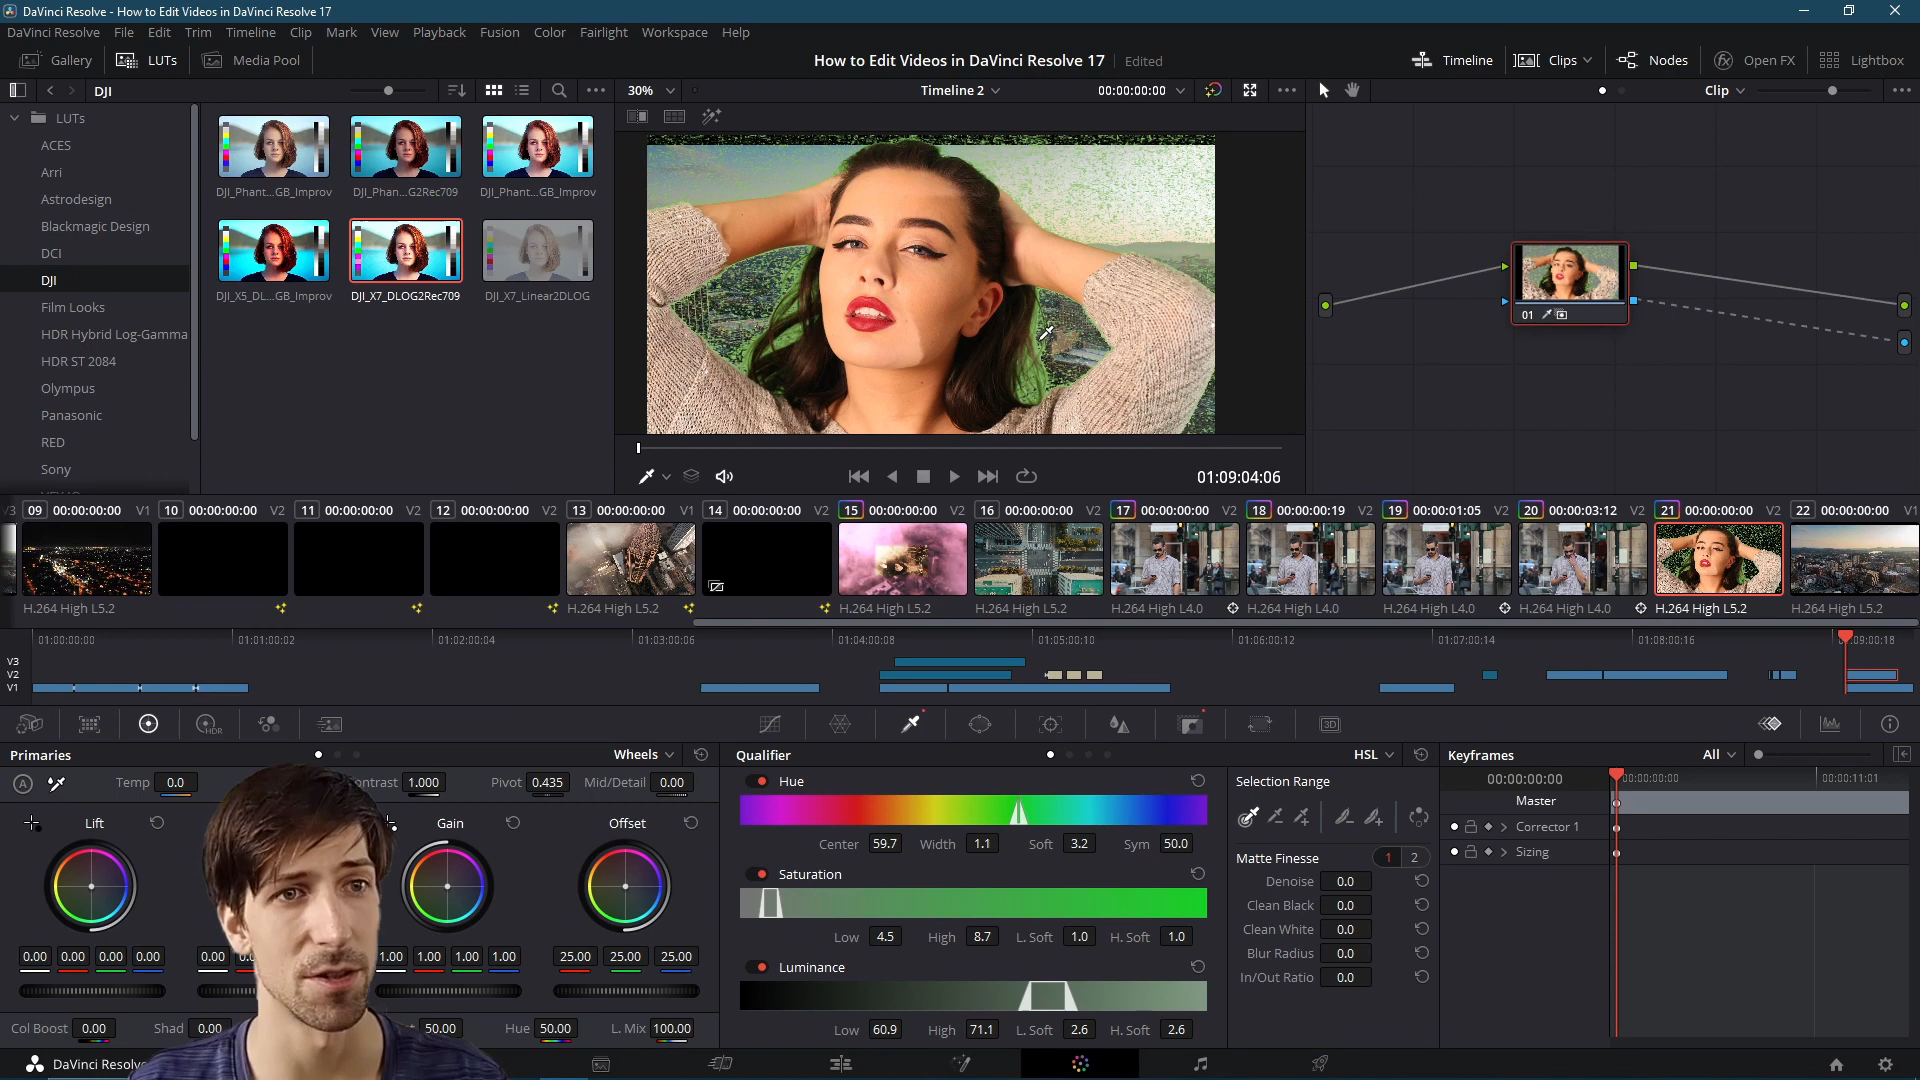 DaVinci Resolve - How to Edit Videos in DaVinci Resolve 17
DaVinci Resolve File Edit Trim Timeline Clip Mark View Playback Fusion Color Fairlight Workspace Help
Gallery LUTs Media Pool How to Edit Videos in DaVinci Resolve 17 Edited Timeline Clips Nodes Open FX Lightbox
DJI 30% Timeline 2 00:00:00:00 Clip
LUTs
ACES
Arri
Astrodesign
Blackmagic Design
DCI
DJI
Film Looks
HDR Hybrid Log-Gamma
HDR ST 2084
Olympus
Panasonic
RED
Sony
DJI_Phant...GB_Improv DJI_Phan...G2Rec709 DJI_Phant...GB_Improv
DJI_X5_DL...GB_Improv DJI_X7_DLOG2Rec709 DJI_X7_Linear2DLOG
01
01:09:04:06
V3 09 00:00:00:00 V1 10 00:00:00:00 V2 11 00:00:00:00 V2 12 00:00:00:00 V2 13 00:00:00:00 V1 14 00:00:00:00 V2 15 00:00:00:00 V2 16 00:00:00:00 V2 17 00:00:00:00 V2 18 00:00:00:19 V2 19 00:00:01:05 V2 20 00:00:03:12 V2 21 00:00:00:00 V2 22 00:00:00:00 V1
H.264 High L5.2 H.264 High L5.2 H.264 High L5.2 H.264 High L5.2 H.264 High L4.0 H.264 High L4.0 H.264 High L4.0 H.264 High L4.0 H.264 High L5.2 H.264 High L5.2
01:00:00:00 01:01:00:02 01:02:00:04 01:03:00:06 01:04:00:08 01:05:00:10 01:06:00:12 01:07:00:14 01:08:00:16 01:09:00:18
V3
V2
V1
HDR 3D
Primaries Wheels
A Temp 0.0 ontrast 1.000 Pivot 0.435 Mid/Detail 0.00
Lift Gain Offset
0.00 0.00 0.00 0.00 0.00 0.0 1.00 1.00 1.00 1.00 25.00 25.00 25.00
Col Boost 0.00 Shad 0.00 50.00 Hue 50.00 L. Mix 100.00
Qualifier HSL
Hue
Center 59.7 Width 1.1 Soft 3.2 Sym 50.0
Saturation
Low 4.5 High 8.7 L. Soft 1.0 H. Soft 1.0
Luminance
Low 60.9 High 71.1 L. Soft 2.6 H. Soft 2.6
Selection Range
Matte Finesse 1 2
Denoise 0.0
Clean Black 0.0
Clean White 0.0
Blur Radius 0.0
In/Out Ratio 0.0
Keyframes All
00:00:00:00 00:00:00:00 00:00:11:01
Master
Corrector 1
Sizing
DaVinci Resolv